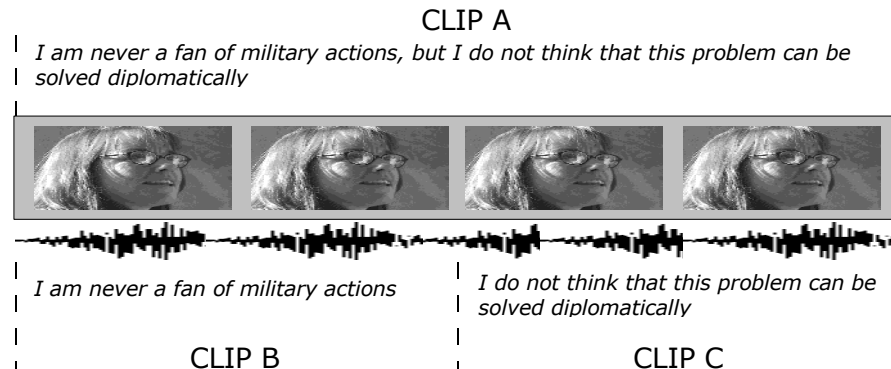 CLIP A
I am never a fan of military actions, but I do not think that this problem can be
solved diplomatically
I am never a fan of military actions
I do not think that this problem can be
solved diplomatically
CLIP B
CLIP C